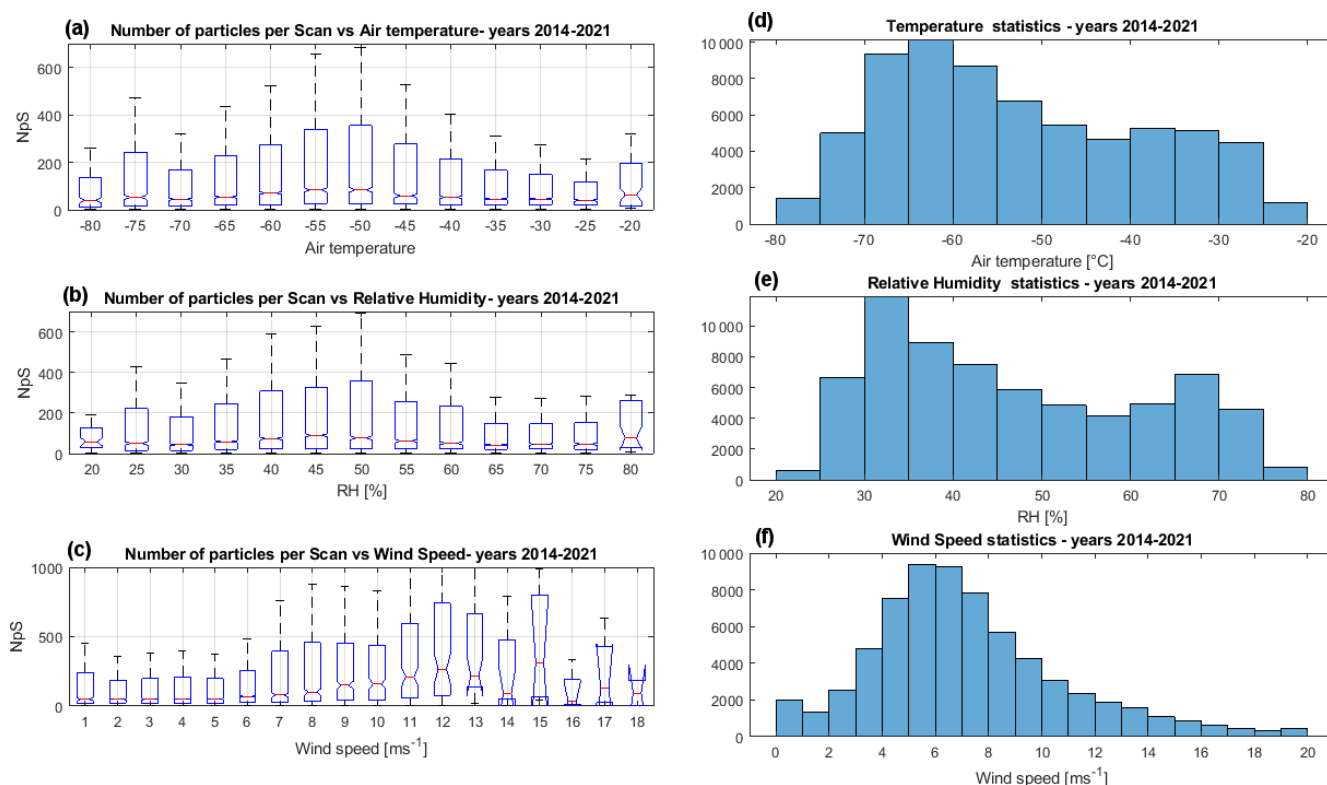 (a)
Number of particles per Scan vs Air temperature- years 2014-2021
600
400
200
0
NpS
-80 -75 -70 -65 -60 -55 -50 -45 -40 -35 -30 -25 -20
Air temperature
(b)
Number of particles per Scan vs Relative Humidity- years 2014-2021
600
400
200
0
NpS
20 25 30 35 40 45 50 55 60 65 70 75 80
RH [%]
(c)
Number of particles per Scan vs Wind Speed- years 2014-2021
1000
500
0
NpS
1 2 3 4 5 6 7 8 9 10 11 12 13 14 15 16 17 18
Wind speed [ms-1]
(d)
Temperature statistics - years 2014-2021
10 000
8000
6000
4000
2000
0
-80 -70 -60 -50 -40 -30 -20
Air temperature [°C]
(e)
Relative Humidity statistics - years 2014-2021
10 000
8000
6000
4000
2000
0
20 30 40 50 60 70 80
RH [%]
(f)
Wind Speed statistics - years 2014-2021
10 000
8000
6000
4000
2000
0
0 2 4 6 8 10 12 14 16 18 20
Wind speed [ms-1]